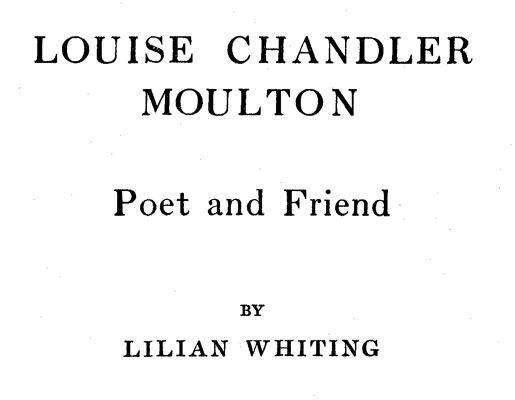 LOUISE CHANDLER
MOULTON
Poet and Friend
BY
LILIAN WHITING